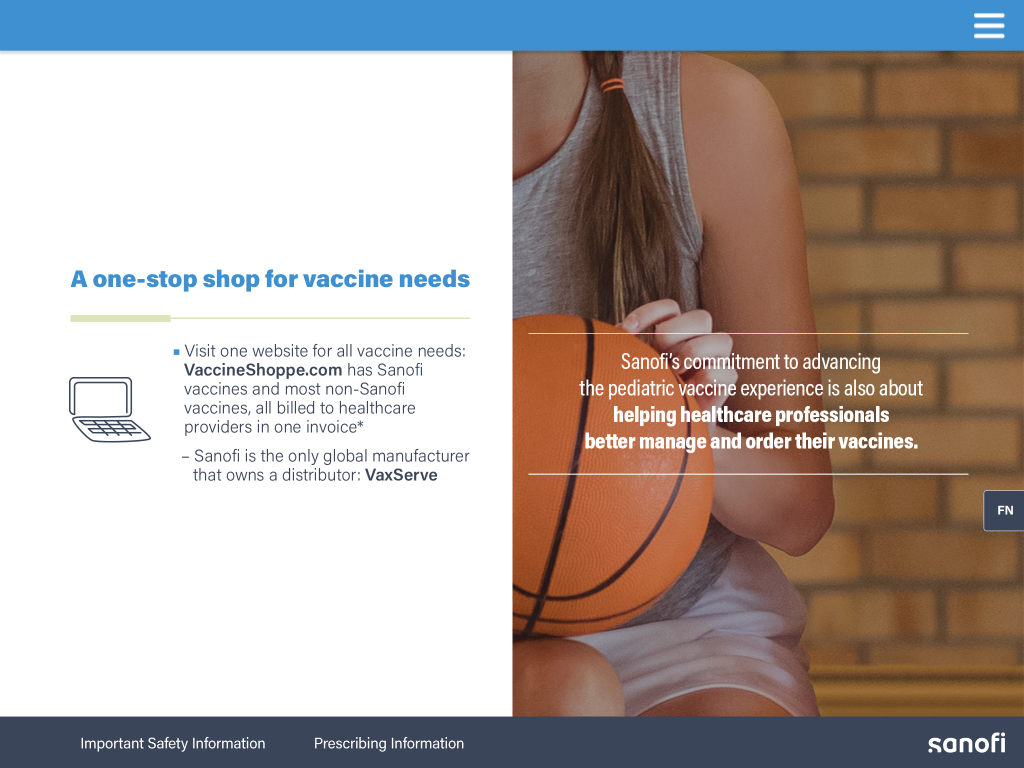 A one-stop shop for vaccine needs
▪ Visit one website for all vaccine needs:
VaccineShoppe.com has Sanofi
vaccines and most non-Sanofi
vaccines, all billed to healthcare
providers in one invoice*
– Sanofi is the only global manufacturer
that owns a distributor: VaxServe
Sanofi's commitment to advancing
the pediatric vaccine experience is also about
helping healthcare professionals
better manage and order their vaccines.
FN
Important Safety Information
Prescribing Information
sanofi